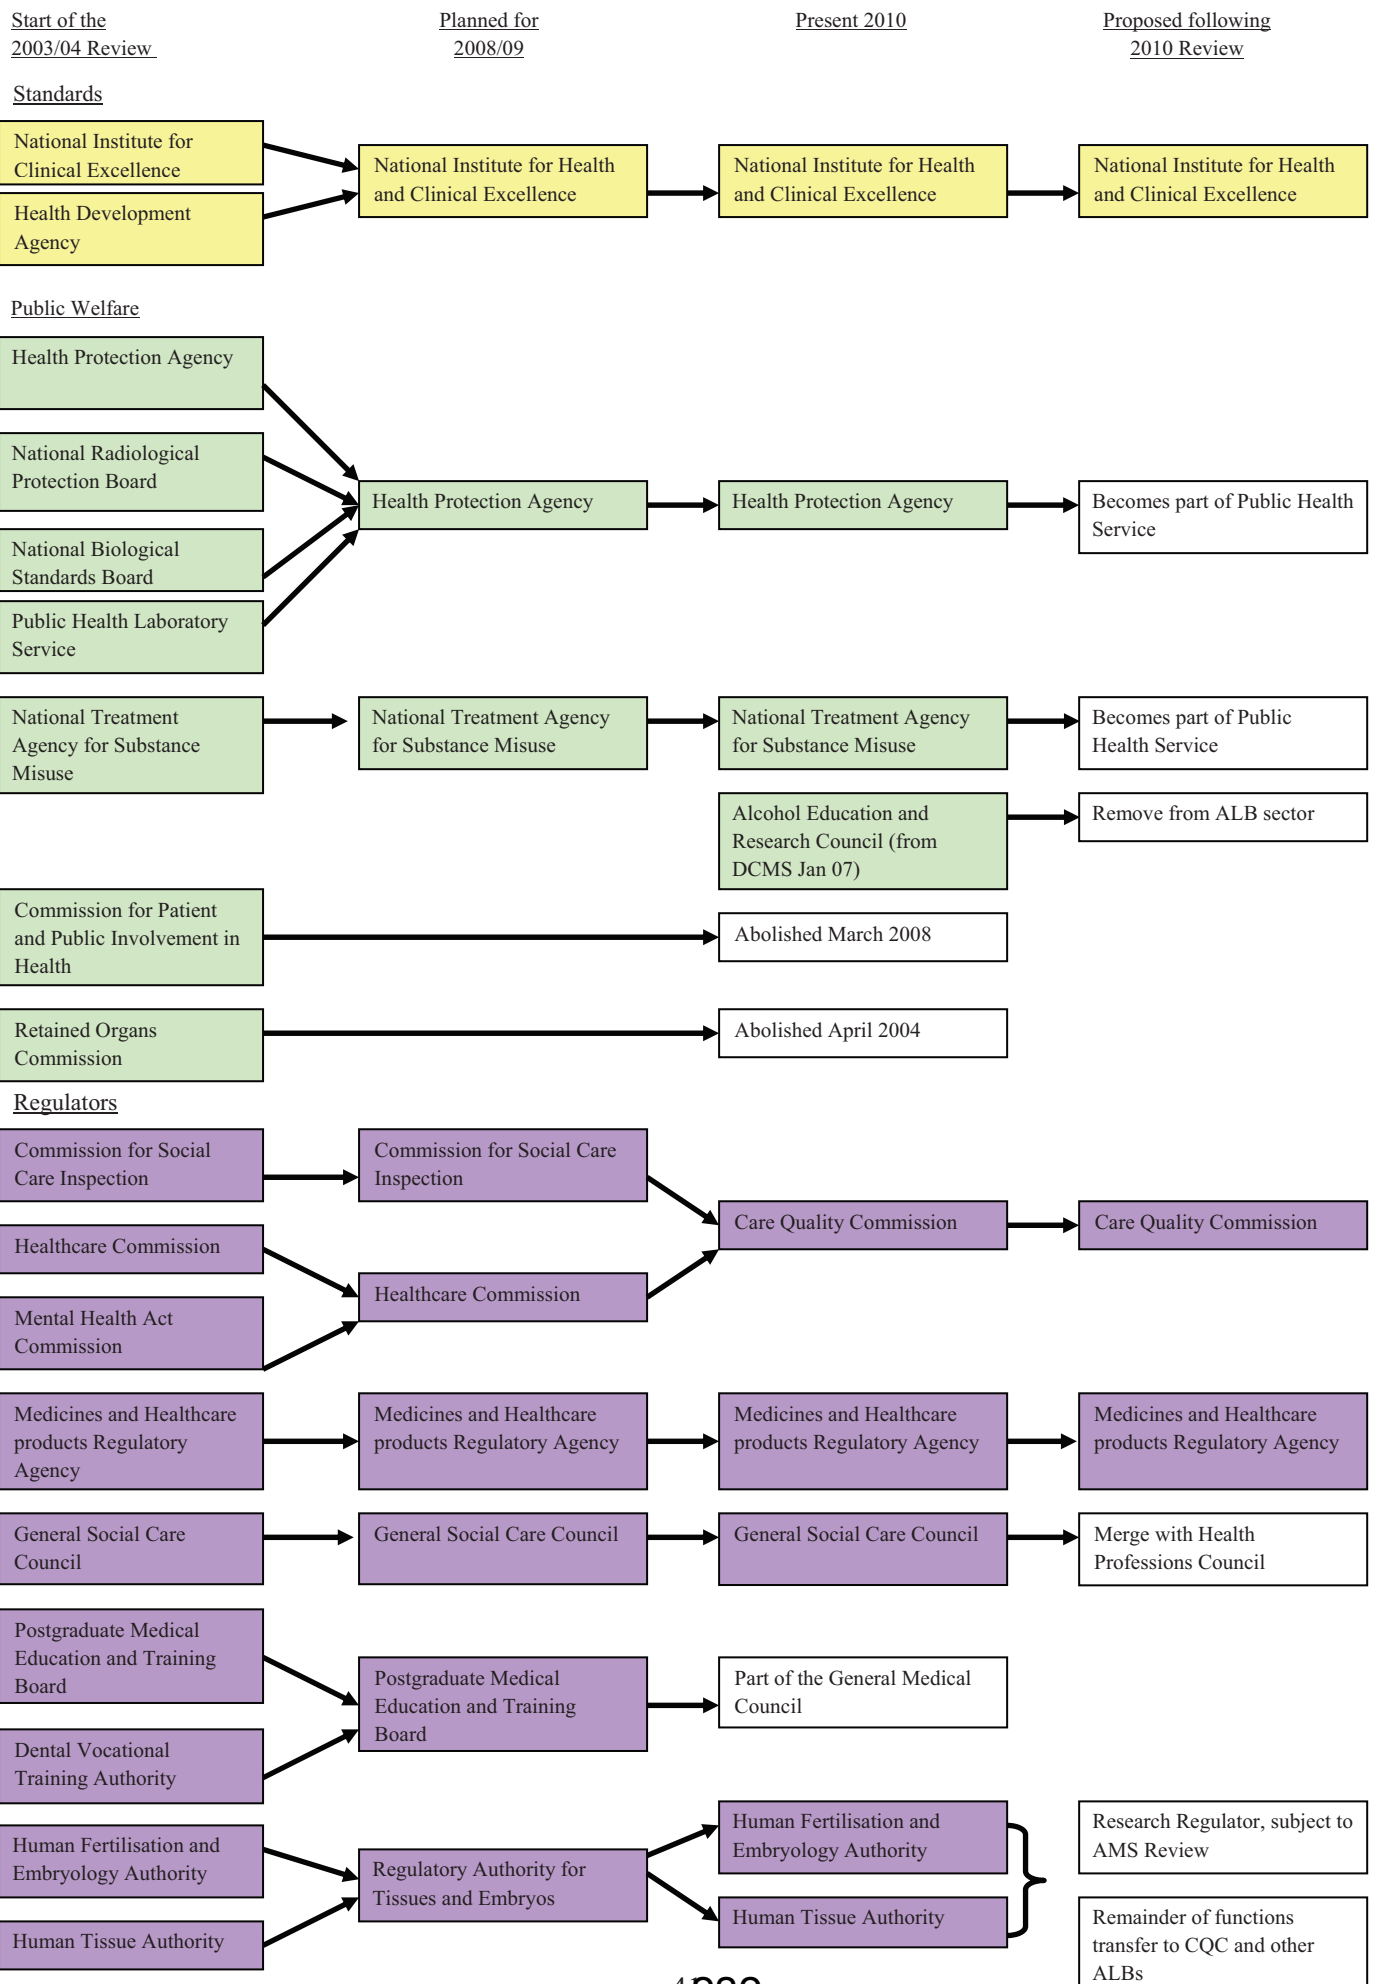 Start of the
2003/04 Review
Planned for
2008/09
Present 2010
Proposed following
2010 Review
Standards
National Institute for
Clinical Excellence
Health Development
Agency
National Institute for Health
and Clinical Excellence
National Institute for Health
and Clinical Excellence
National Institute for Health
and Clinical Excellence
Public Welfare
Health Protection Agency
National Radiological
Protection Board
National Biological
Standards Board
Public Health Laboratory
Service
Health Protection Agency
Health Protection Agency
Becomes part of Public Health
Service
National Treatment
Agency for Substance
Misuse
National Treatment Agency
for Substance Misuse
National Treatment Agency
for Substance Misuse
Becomes part of Public
Health Service
Alcohol Education and
Research Council (from
DCMS Jan 07)
Remove from ALB sector
Commission for Patient
and Public Involvement in
Health
Abolished March 2008
Retained Organs
Commission
Abolished April 2004
Regulators
Commission for Social
Care Inspection
Commission for Social Care
Inspection
Healthcare Commission
Mental Health Act
Commission
Healthcare Commission
Care Quality Commission
Care Quality Commission
Medicines and Healthcare
products Regulatory
Agency
Medicines and Healthcare
products Regulatory Agency
Medicines and Healthcare
products Regulatory Agency
Medicines and Healthcare
products Regulatory Agency
General Social Care
Council
General Social Care Council
General Social Care Council
Merge with Health
Professions Council
Postgraduate Medical
Education and Training
Board
Dental Vocational
Training Authority
Postgraduate Medical
Education and Training
Board
Part of the General Medical
Council
Human Fertilisation and
Embryology Authority
Human Tissue Authority
Regulatory Authority for
Tissues and Embryos
Human Fertilisation and
Embryology Authority
Human Tissue Authority
Research Regulator, subject to
AMS Review
Remainder of functions
transfer to CQC and other
ALBs